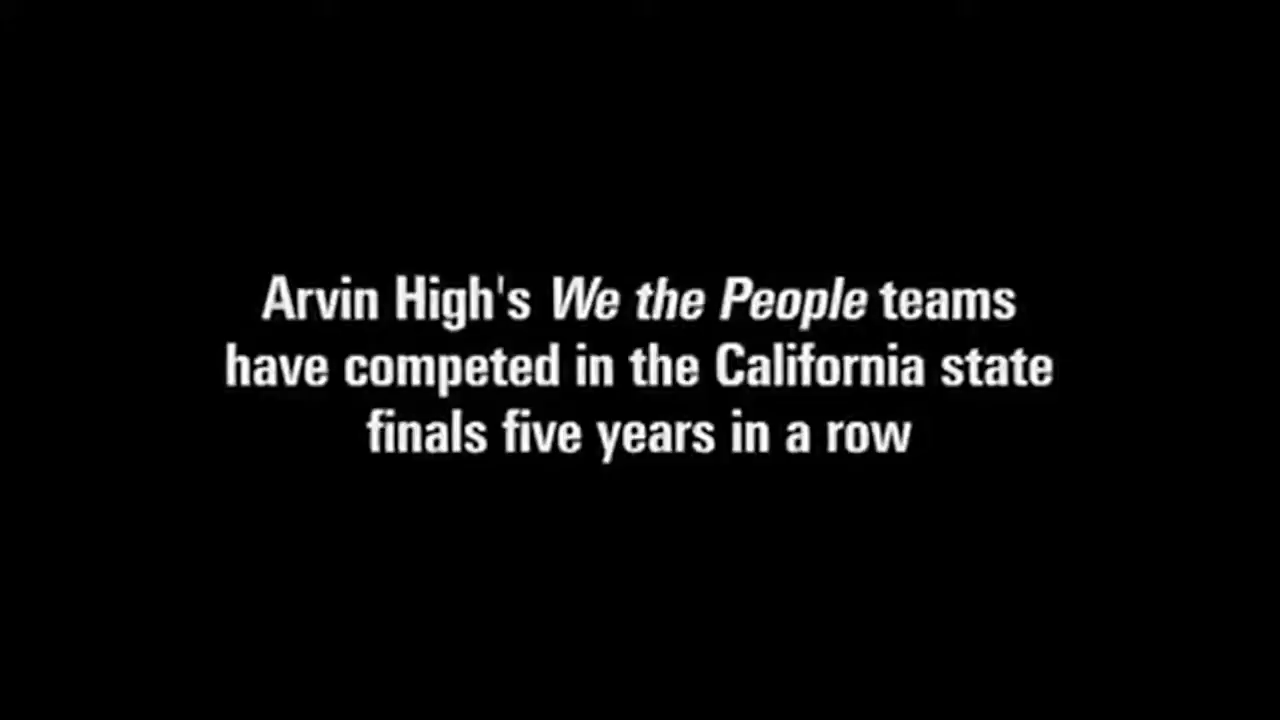 Arvin High's We the People teams
have competed in the California state
finals five years in a row